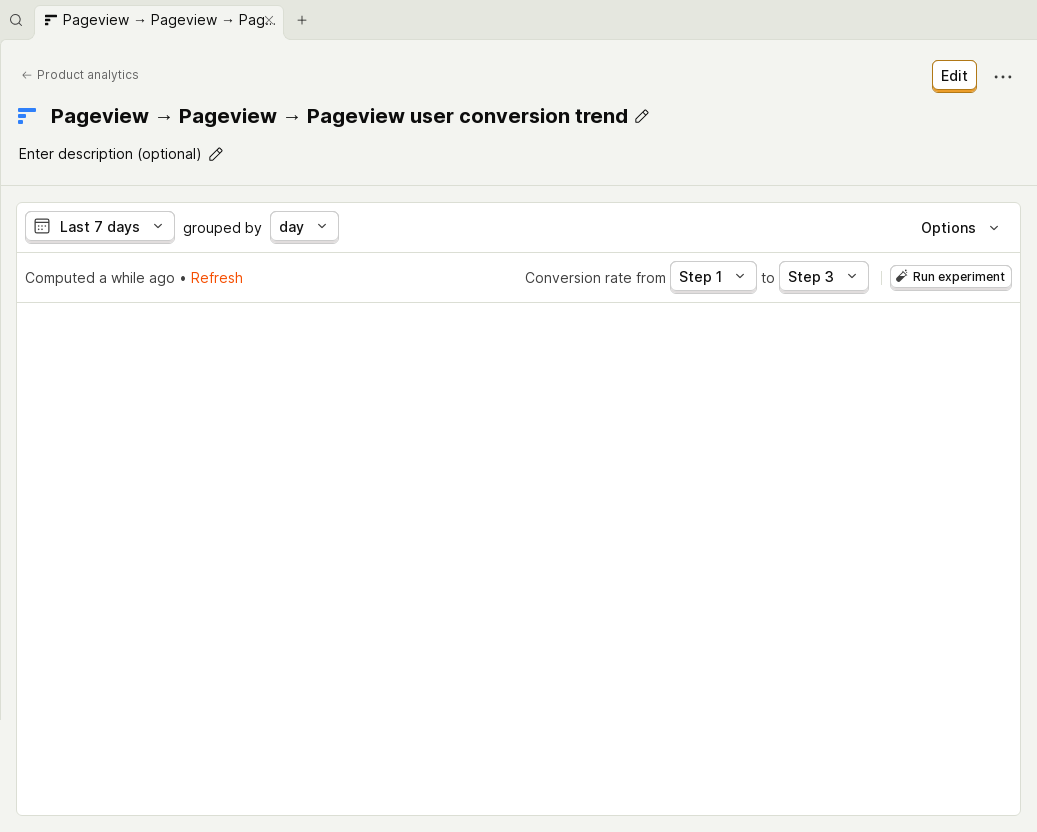 Pageview → Pageview → Pag...
← Product analytics
Edit
Pageview → Pageview → Pageview user conversion trend
Enter description (optional)
Last 7 days grouped by day Options
Computed a while ago • Refresh Conversion rate from Step 1 to Step 3 Run experiment